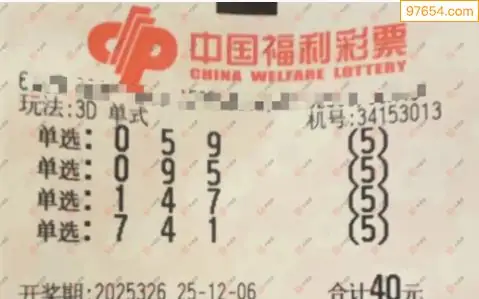 97654.com
中国福利彩票
CHINA WELFARE LOTTERY
玩法:3D 单式 机号:34153013
单选: 0 5 9 (5)
单选: 0 9 5 (5)
单选: 1 4 7 (5)
单选: 7 4 1 (5)
开奖期:2025326 25-12-06 合计40元